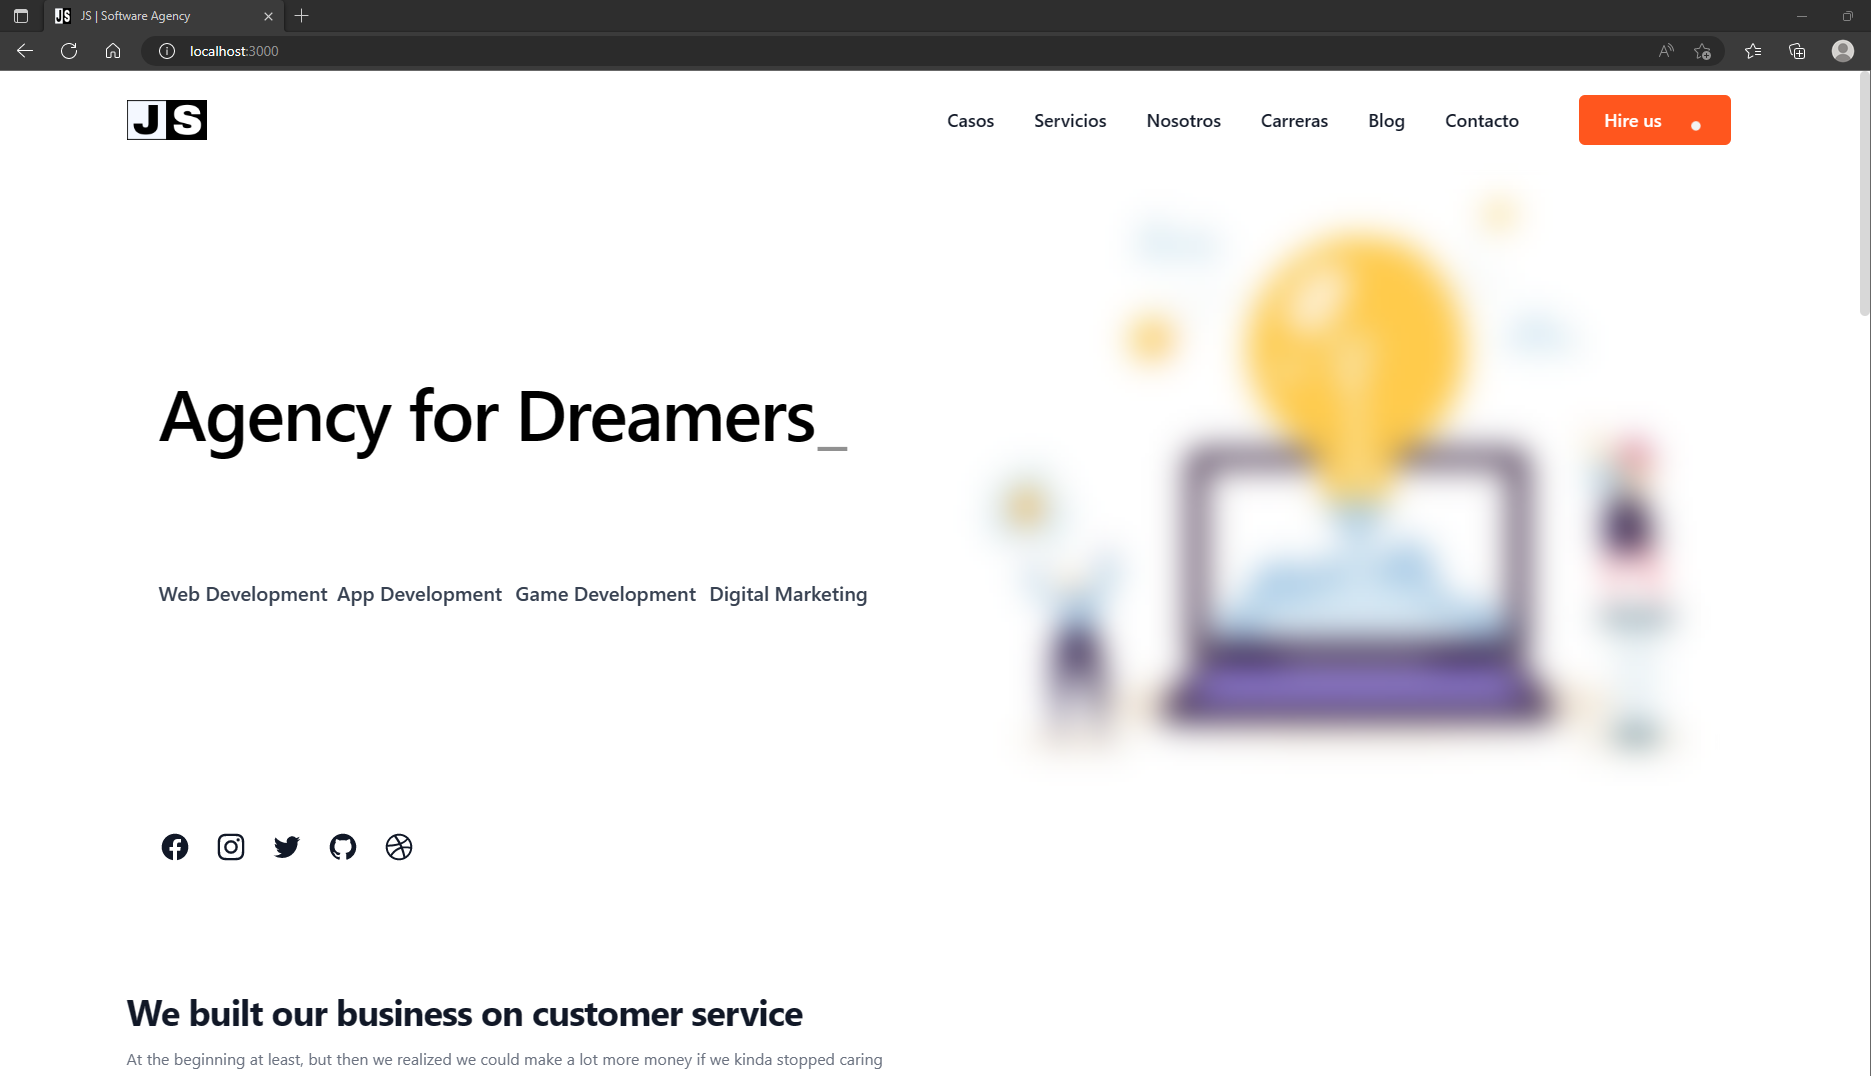 JS | Software Agency
localhost:3000
JS
Casos Servicios Nosotros Carreras Blog Contacto Hire us
Agency for Dreamers_
Web Development App Development Game Development Digital Marketing
We built our business on customer service
At the beginning at least, but then we realized we could make a lot more money if we kinda stopped caring